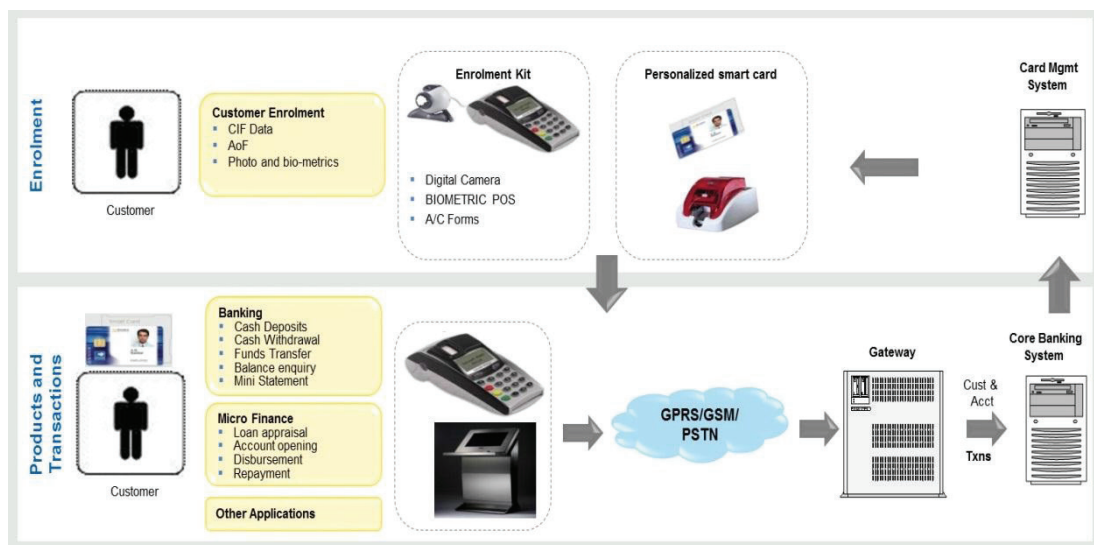 Enrolment
Customer
Customer Enrolment
CIF Data
AoF
Photo and bio-metrics
Enrolment Kit
Digital Camera
BIOMETRIC POS
A/C Forms
Personalized smart card
Card Mgmt
System
Products and
Transactions
Customer
Banking
Cash Deposits
Cash Withdrawal
Funds Transfer
Balance enquiry
Mini Statement
Micro Finance
Loan appraisal
Account opening
Disbursement
Repayment
Other Applications
GPRS/GSM/
PSTN
Gateway
Cust &
Acct
Txns
Core Banking
System